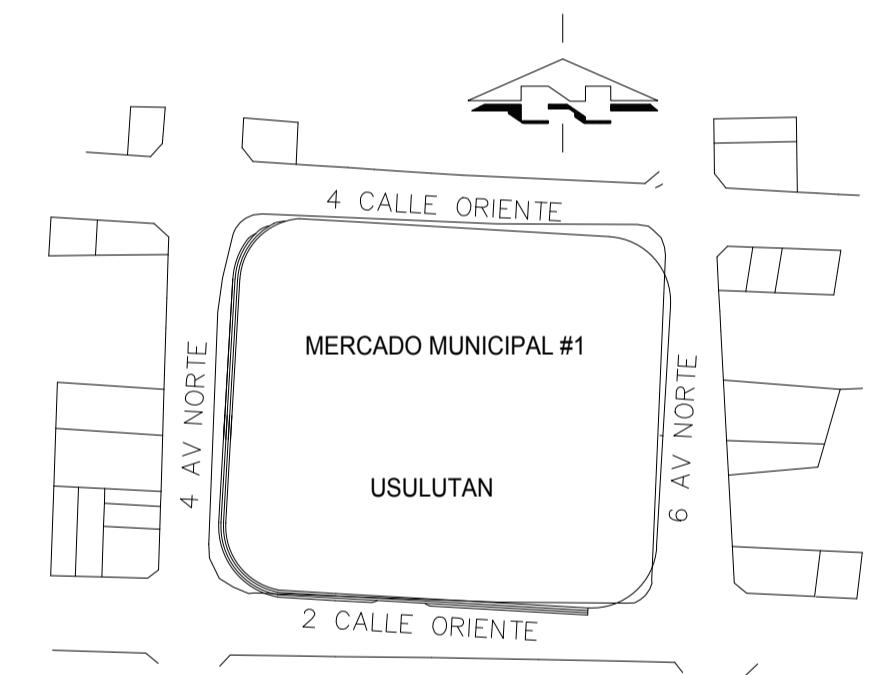 N
4 CALLE ORIENTE
MERCADO MUNICIPAL #1
4 AV NORTE
6 AV NORTE
USULUTAN
2 CALLE ORIENTE